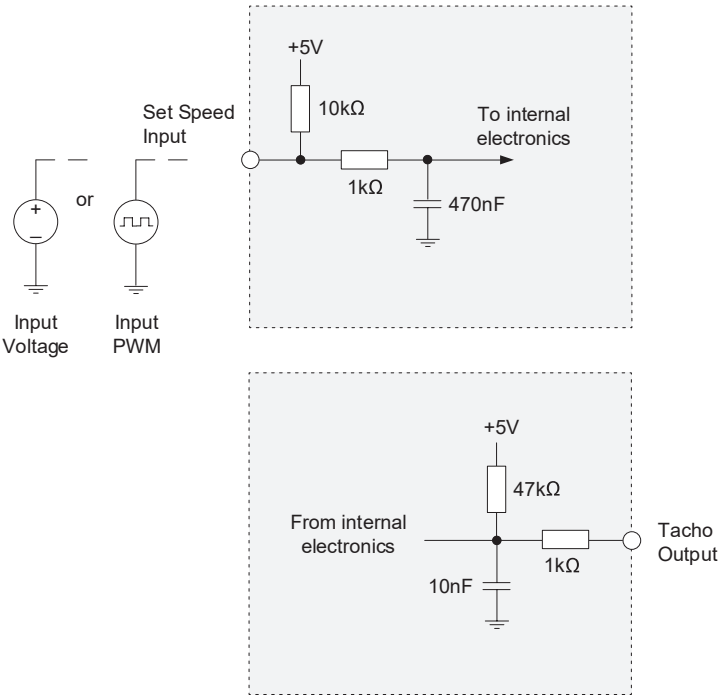 +5V
10kΩ
Set Speed
Input
To internal
electronics
1kΩ
470nF
or
+
–
Input
Voltage
Input
PWM
+5V
47kΩ
From internal
electronics
1kΩ
Tacho
Output
10nF